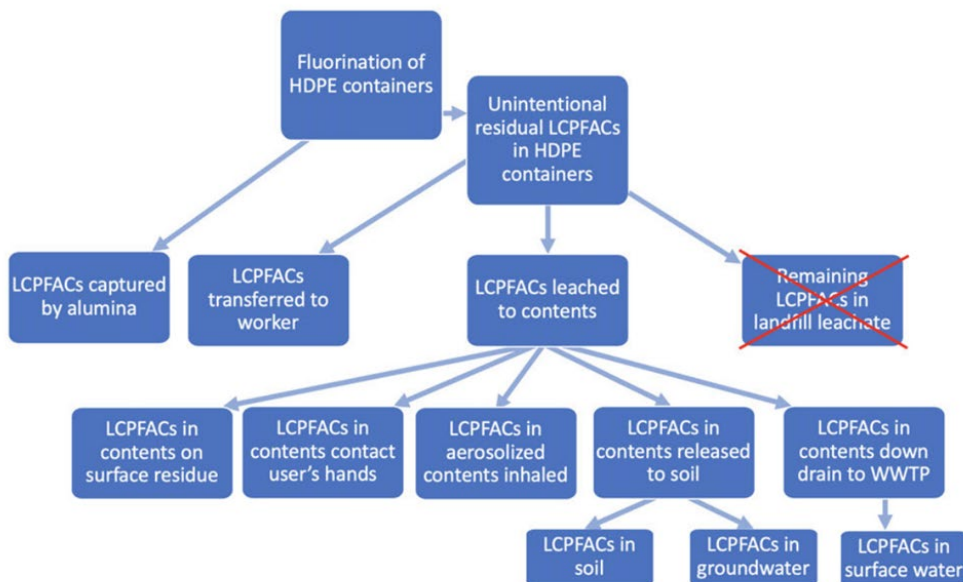 Fluorination of
HDPE containers
Unintentional
residual LCPFACs
in HDPE
containers
LCPFACs captured
by alumina
LCPFACs
transferred to
worker
LCPFACs leached
to contents
Remaining
LCPFACs in
landfill leachate
LCPFACs in
contents on
surface residue
LCPFACs in
contents contact
user's hands
LCPFACs in
aerosolized
contents inhaled
LCPFACs in
contents released
to soil
LCPFACs in
contents down
drain to WWTP
LCPFACs in
soil
LCPFACs in
groundwater
LCPFACs in
surface water